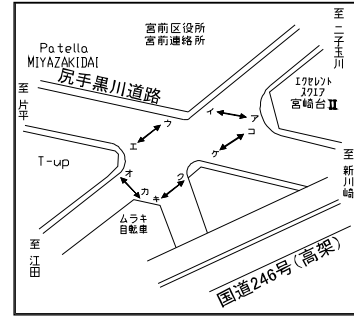 宮前区役所
宮前連絡所
至二子玉川
Patella
MIYAZAKIDAI
尻手黒川道路
至片平
エクセレント
スクエア
宮崎台Ⅱ
イ
ア
ウ
エ
コ
ケ
T-up
オ
カ
キ
ク
至新川崎
ムラキ
自転車
至江田
国道246号(高架)